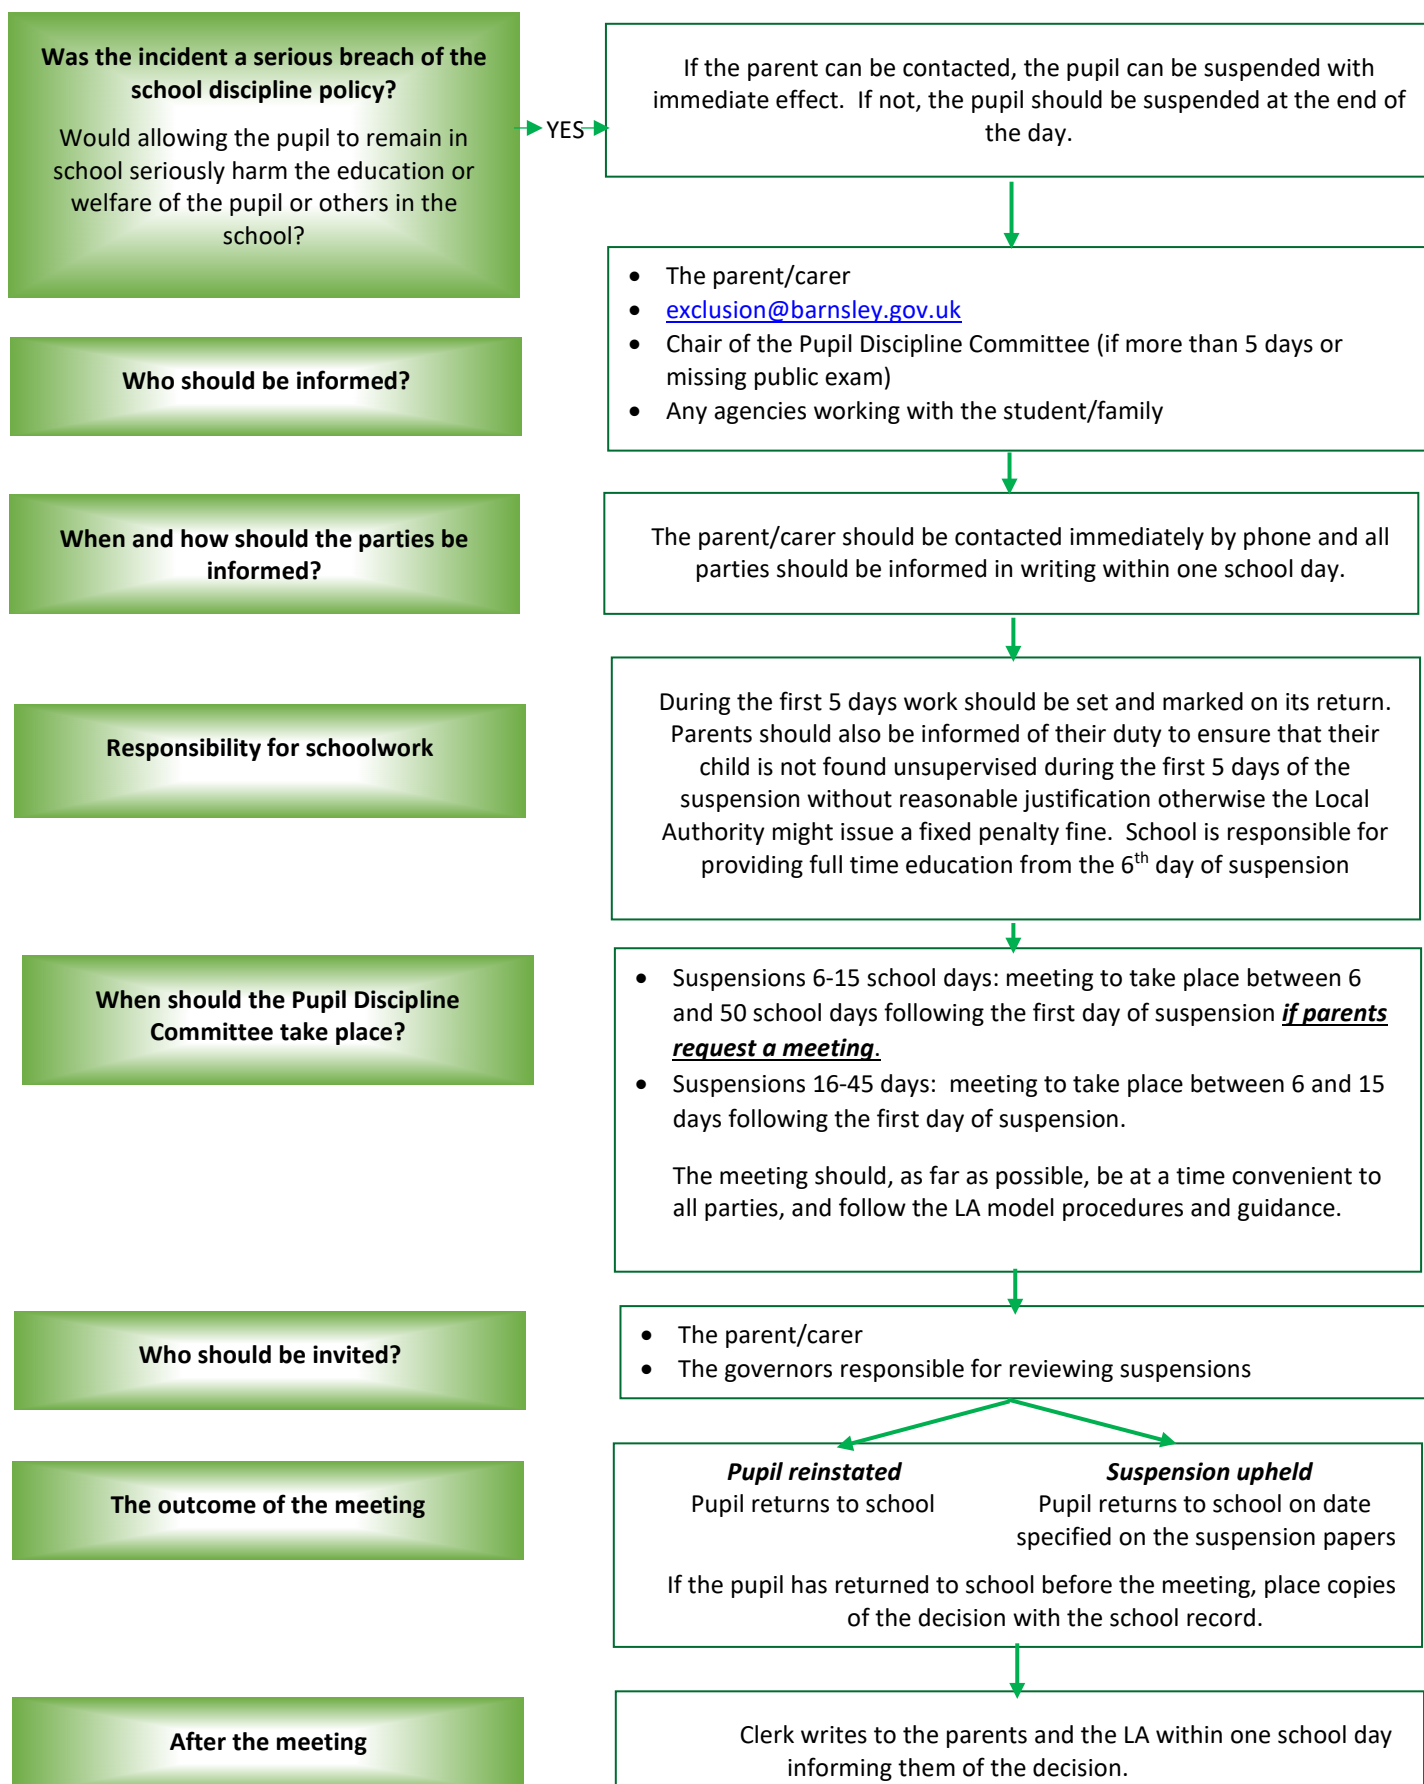 Was the incident a serious breach of the
school discipline policy?
Would allowing the pupil to remain in
school seriously harm the education or
welfare of the pupil or others in the
school?
YES
If the parent can be contacted, the pupil can be suspended with
immediate effect.  If not, the pupil should be suspended at the end of
the day.
Who should be informed?
• The parent/carer
• exclusion@barnsley.gov.uk
• Chair of the Pupil Discipline Committee (if more than 5 days or
missing public exam)
• Any agencies working with the student/family
When and how should the parties be
informed?
The parent/carer should be contacted immediately by phone and all
parties should be informed in writing within one school day.
Responsibility for schoolwork
During the first 5 days work should be set and marked on its return.
Parents should also be informed of their duty to ensure that their
child is not found unsupervised during the first 5 days of the
suspension without reasonable justification otherwise the Local
Authority might issue a fixed penalty fine.  School is responsible for
providing full time education from the 6th day of suspension
When should the Pupil Discipline
Committee take place?
• Suspensions 6-15 school days: meeting to take place between 6
and 50 school days following the first day of suspension if parents
request a meeting.
• Suspensions 16-45 days:  meeting to take place between 6 and 15
days following the first day of suspension.
The meeting should, as far as possible, be at a time convenient to
all parties, and follow the LA model procedures and guidance.
Who should be invited?
• The parent/carer
• The governors responsible for reviewing suspensions
The outcome of the meeting
Pupil reinstated
Pupil returns to school
Suspension upheld
Pupil returns to school on date
specified on the suspension papers
If the pupil has returned to school before the meeting, place copies
of the decision with the school record.
After the meeting
Clerk writes to the parents and the LA within one school day
informing them of the decision.